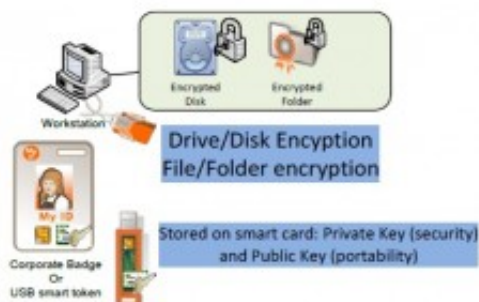 Encrypted
Disk
Encrypted
Folder
Workstation
Drive/Disk Encyption
File/Folder encryption
My ID
Stored on smart card: Private Key (security)
and Public Key (portability)
Corporate Badge
Or
USB smart token